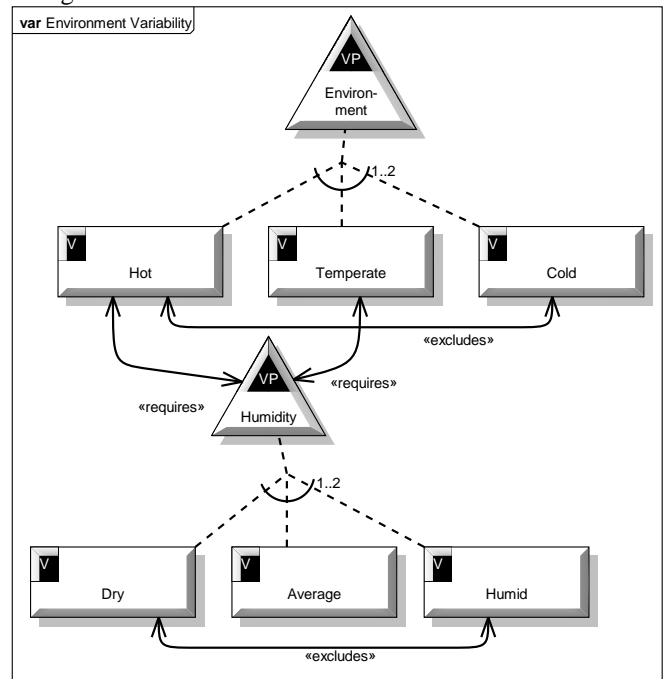 var Environment Variability
VP
Environ-
ment
1..2
V
Hot
V
Temperate
V
Cold
«excludes»
VP
«requires»
«requires»
Humidity
1..2
V
Dry
V
Average
V
Humid
«excludes»